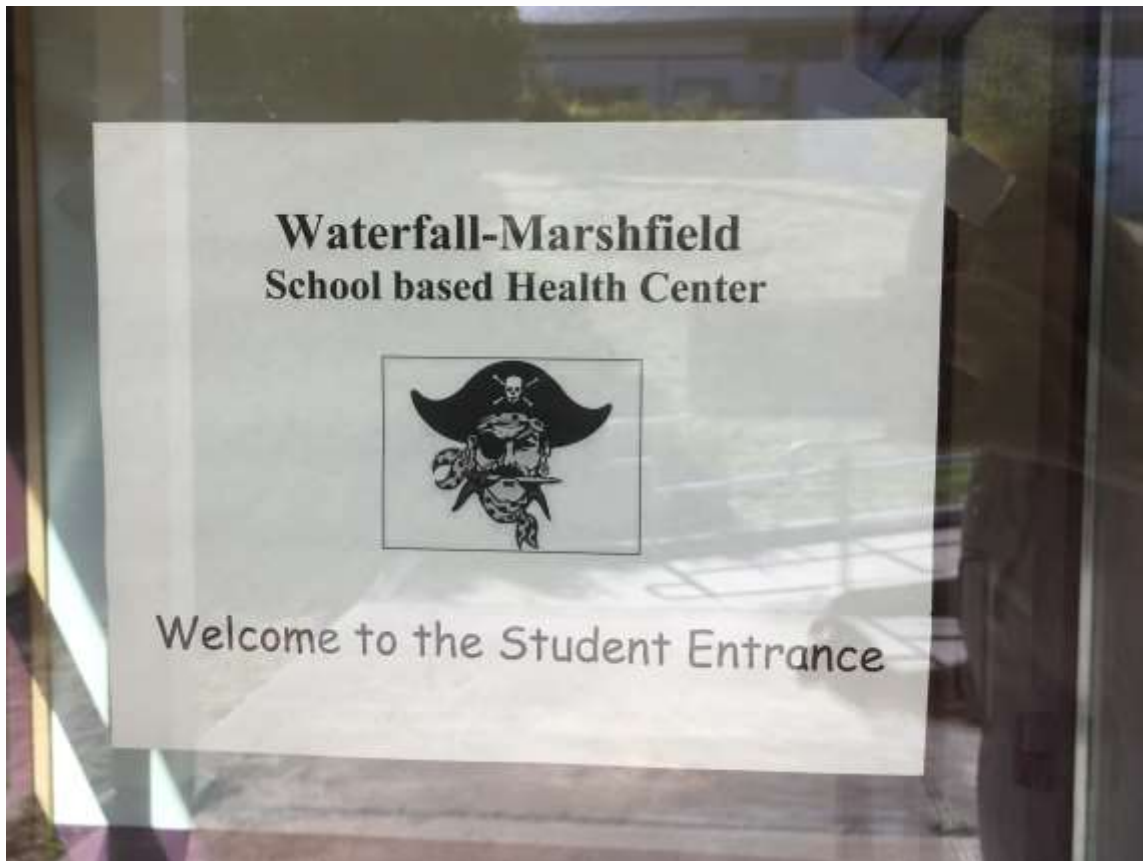 Waterfall-Marshfield
School based Health Center
Welcome to the Student Entrance